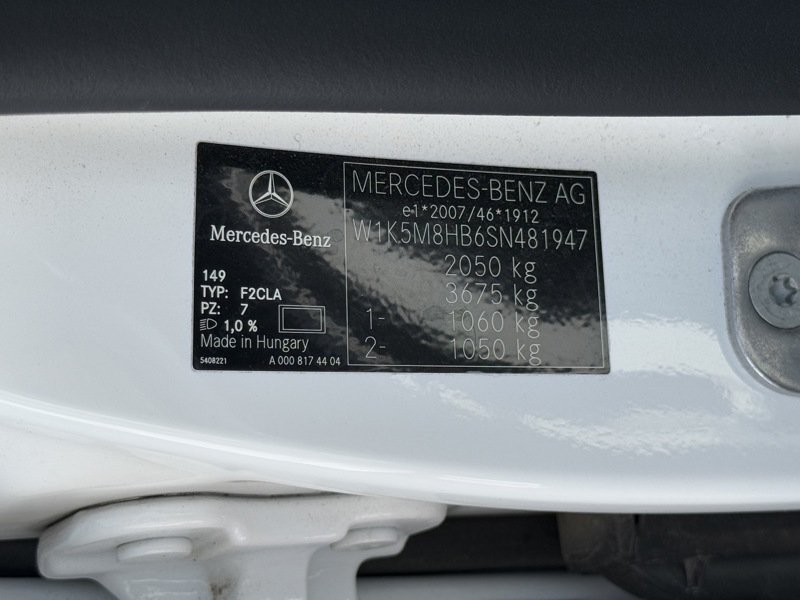 MERCEDES-BENZ AG
e1*2007/46*1912
W1K5M8HB6SN481947
2050 kg
3675 kg
1- 1060 kg
2- 1050 kg
Mercedes-Benz
149
TYP: F2CLA
PZ: 7
1,0 %
Made in Hungary
5408221 A 000 817 44 04